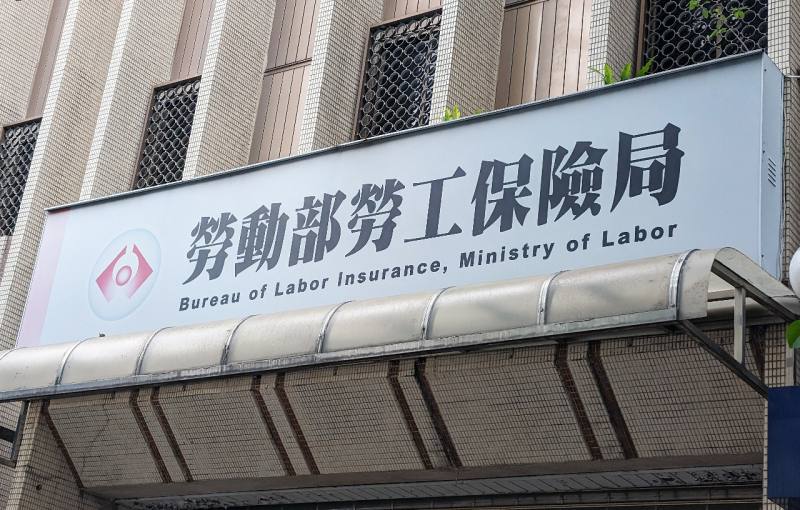 勞動部勞工保險局
Bureau of Labor Insurance, Ministry of Labor